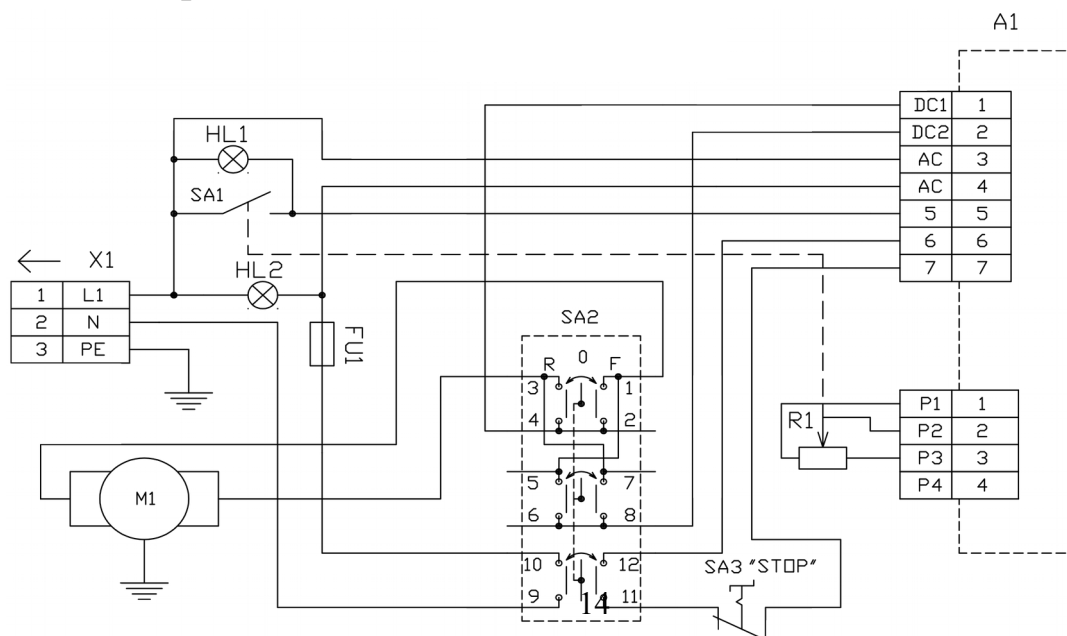 A1
DC1 1
DC2 2
HL1
AC 3
SA1
AC 4
5 5
6 6
X1
HL2
7 7
1 L1
SA2
2 N
FU1
3 PE
R 0 F
3 1
P1 1
4 2
R1
P2 2
P3 3
5 7
P4 4
M1
6 8
10 12
SA3 "STOP"
9 11
14